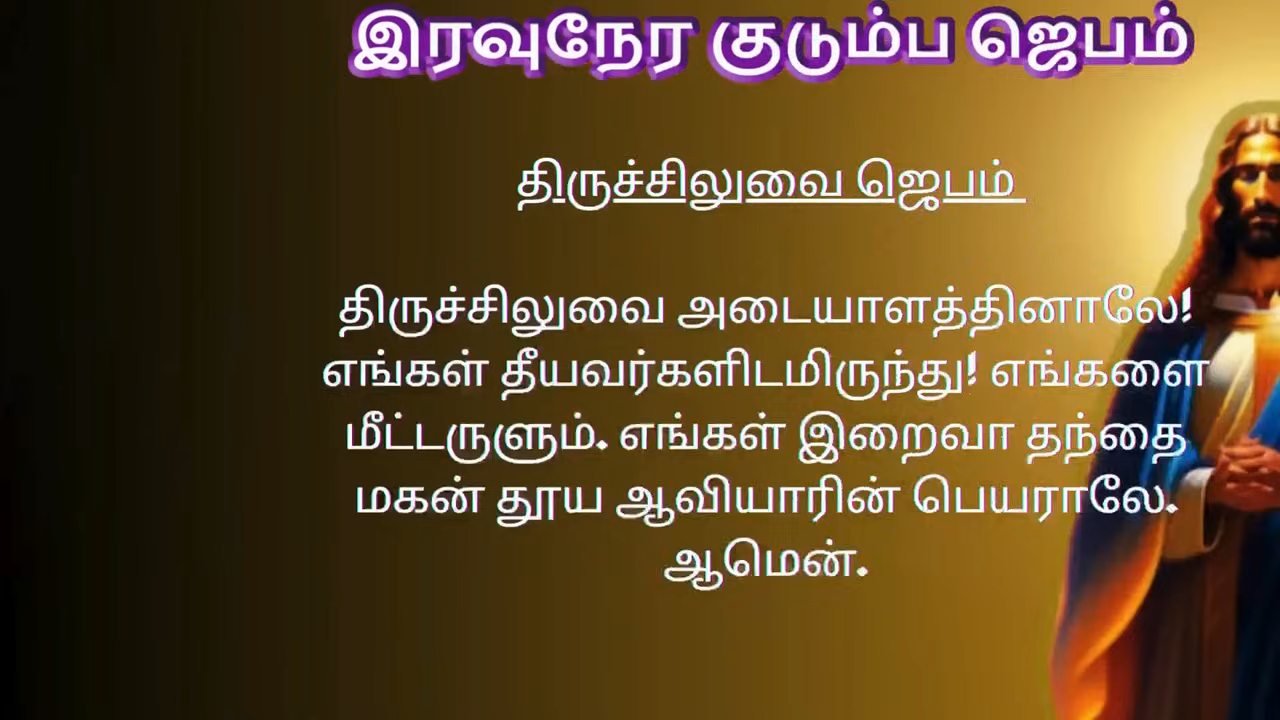 இரவுநேர குடும்ப ஜெபம்
திருச்சிலுவை ஜெபம்
திருச்சிலுவை அடையாளத்தினாலே!
எங்கள் தீயவர்களிடமிருந்து! எங்களை
மீட்டருளும். எங்கள் இறைவா தந்தை
மகன் தூய ஆவியாரின் பெயராலே.
ஆமென்.